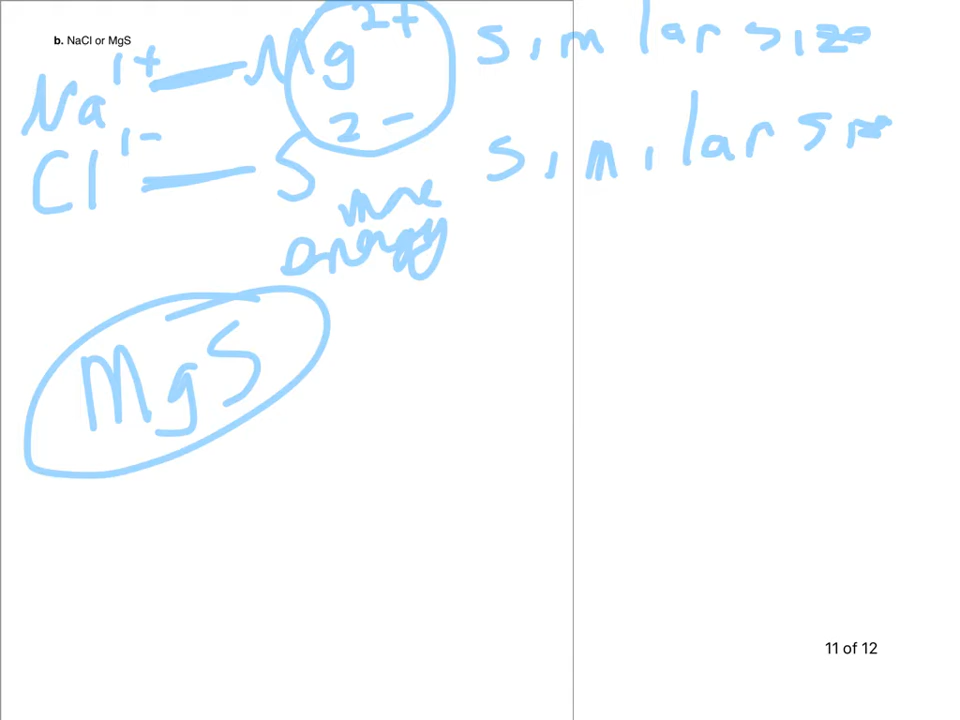 b. NaCl or MgS
Na1+ — Mg2+ similar size
Cl1- — S2- similar size
more
energy
MgS
11 of 12